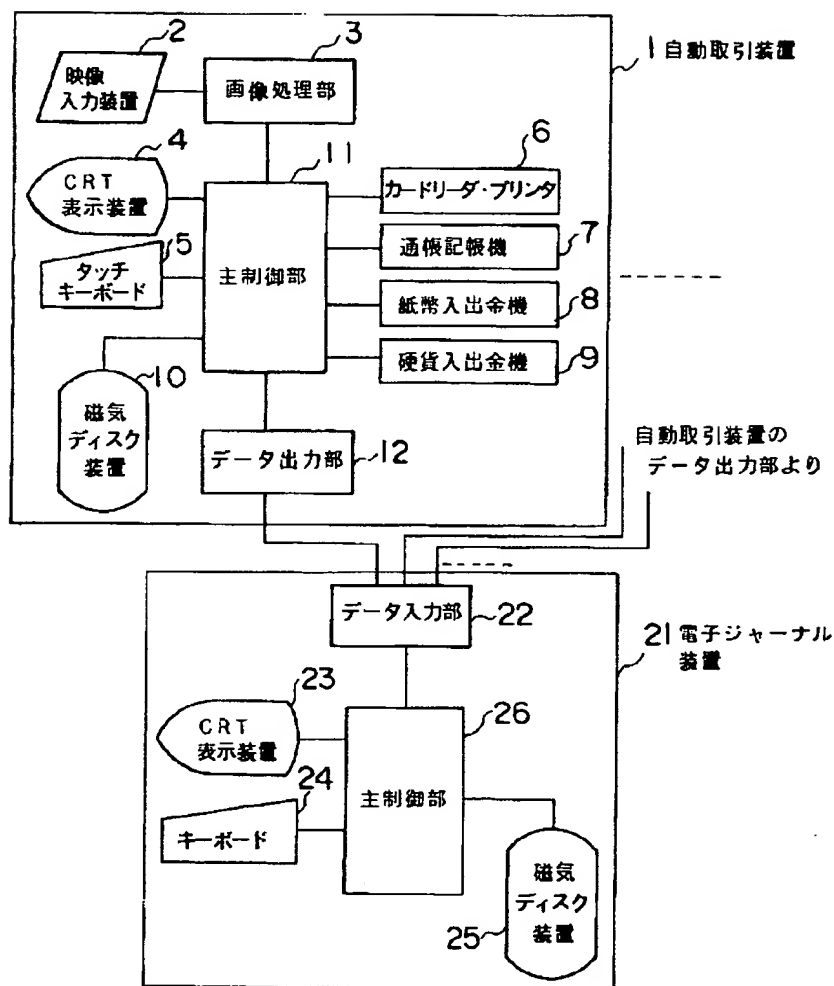 2
映像
入力装置
3
画像処理部
1 自動取引装置
4
CRT
表示装置
11
主制御部
6
カードリーダ・プリンタ
5
タッチ
キーボード
通帳記帳機
7
紙幣入出金機
8
硬貨入出金機
9
10
磁気
ディスク
装置
データ出力部
12
自動取引装置の
データ出力部より
データ入力部
22
21 電子ジャーナル
装置
23
CRT
表示装置
26
主制御部
24
キーボード
磁気
ディスク
装置
25